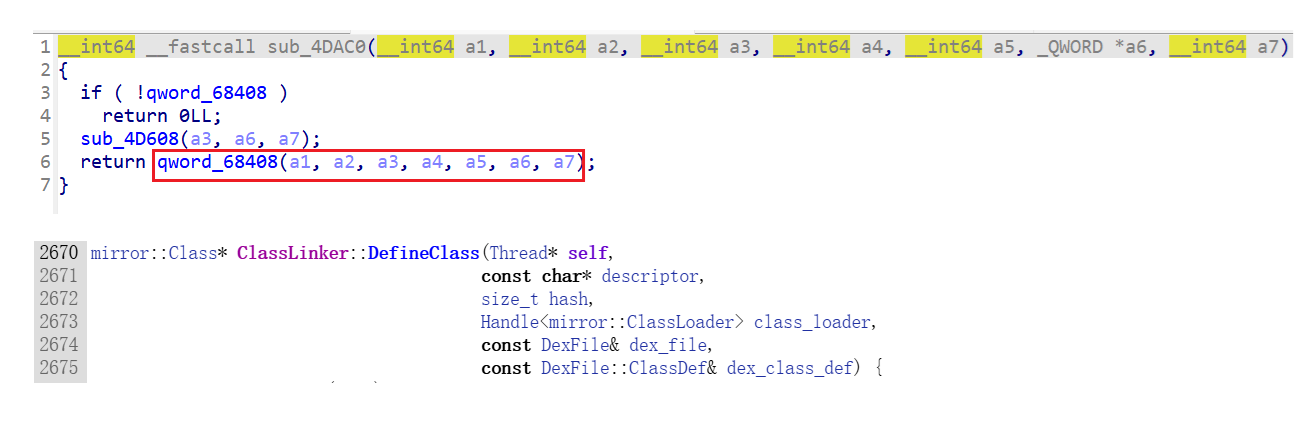 1 __int64 __fastcall sub_4DAC0(__int64 a1, __int64 a2, __int64 a3, __int64 a4, __int64 a5, _QWORD *a6, __int64 a7)
2 {
3 if ( !qword_68408 )
4 return 0LL;
5 sub_4D608(a3, a6, a7);
6 return qword_68408(a1, a2, a3, a4, a5, a6, a7);
7 }
2670 mirror::Class* ClassLinker::DefineClass(Thread* self,
2671 const char* descriptor,
2672 size_t hash,
2673 Handle<mirror::ClassLoader> class_loader,
2674 const DexFile& dex_file,
2675 const DexFile::ClassDef& dex_class_def) {